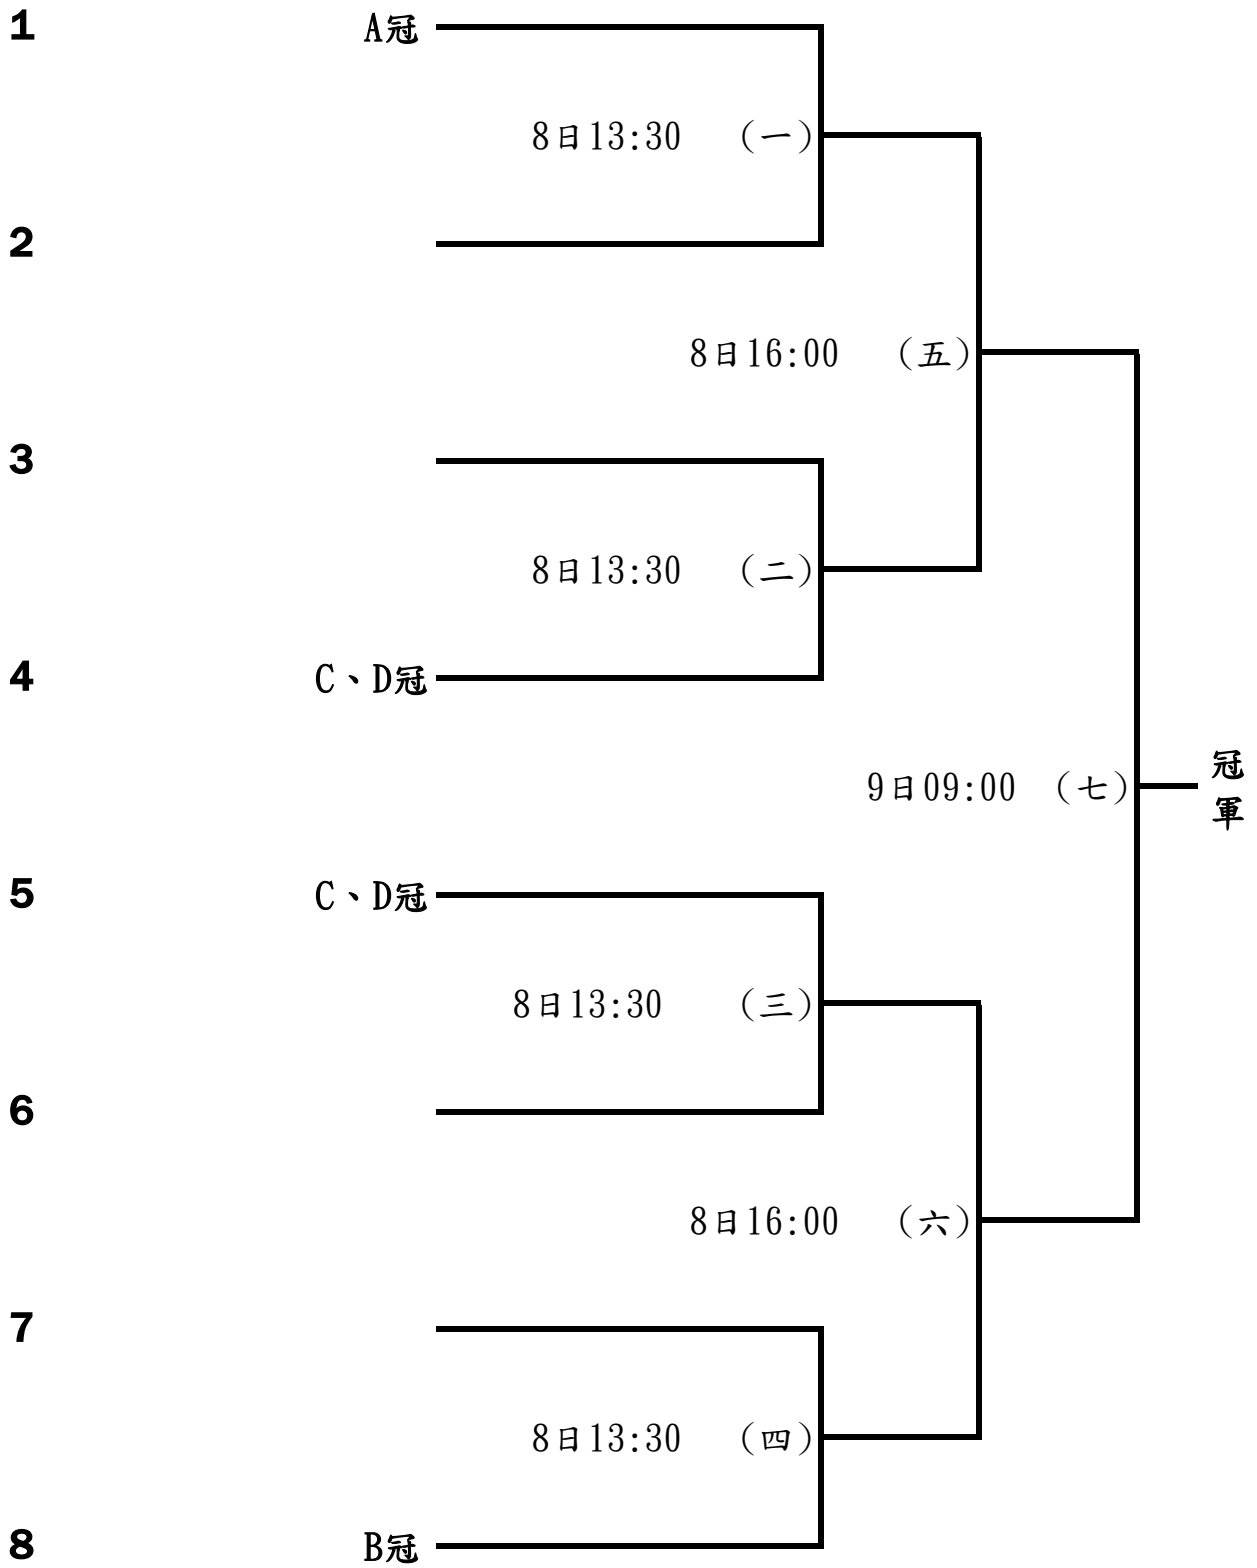 1 A冠
8日13:30 (一)
2
8日16:00 (五)
3
8日13:30 (二)
4 C、D冠
9日09:00 (七)
冠
軍
5 C、D冠
8日13:30 (三)
6
8日16:00 (六)
7
8日13:30 (四)
8 B冠